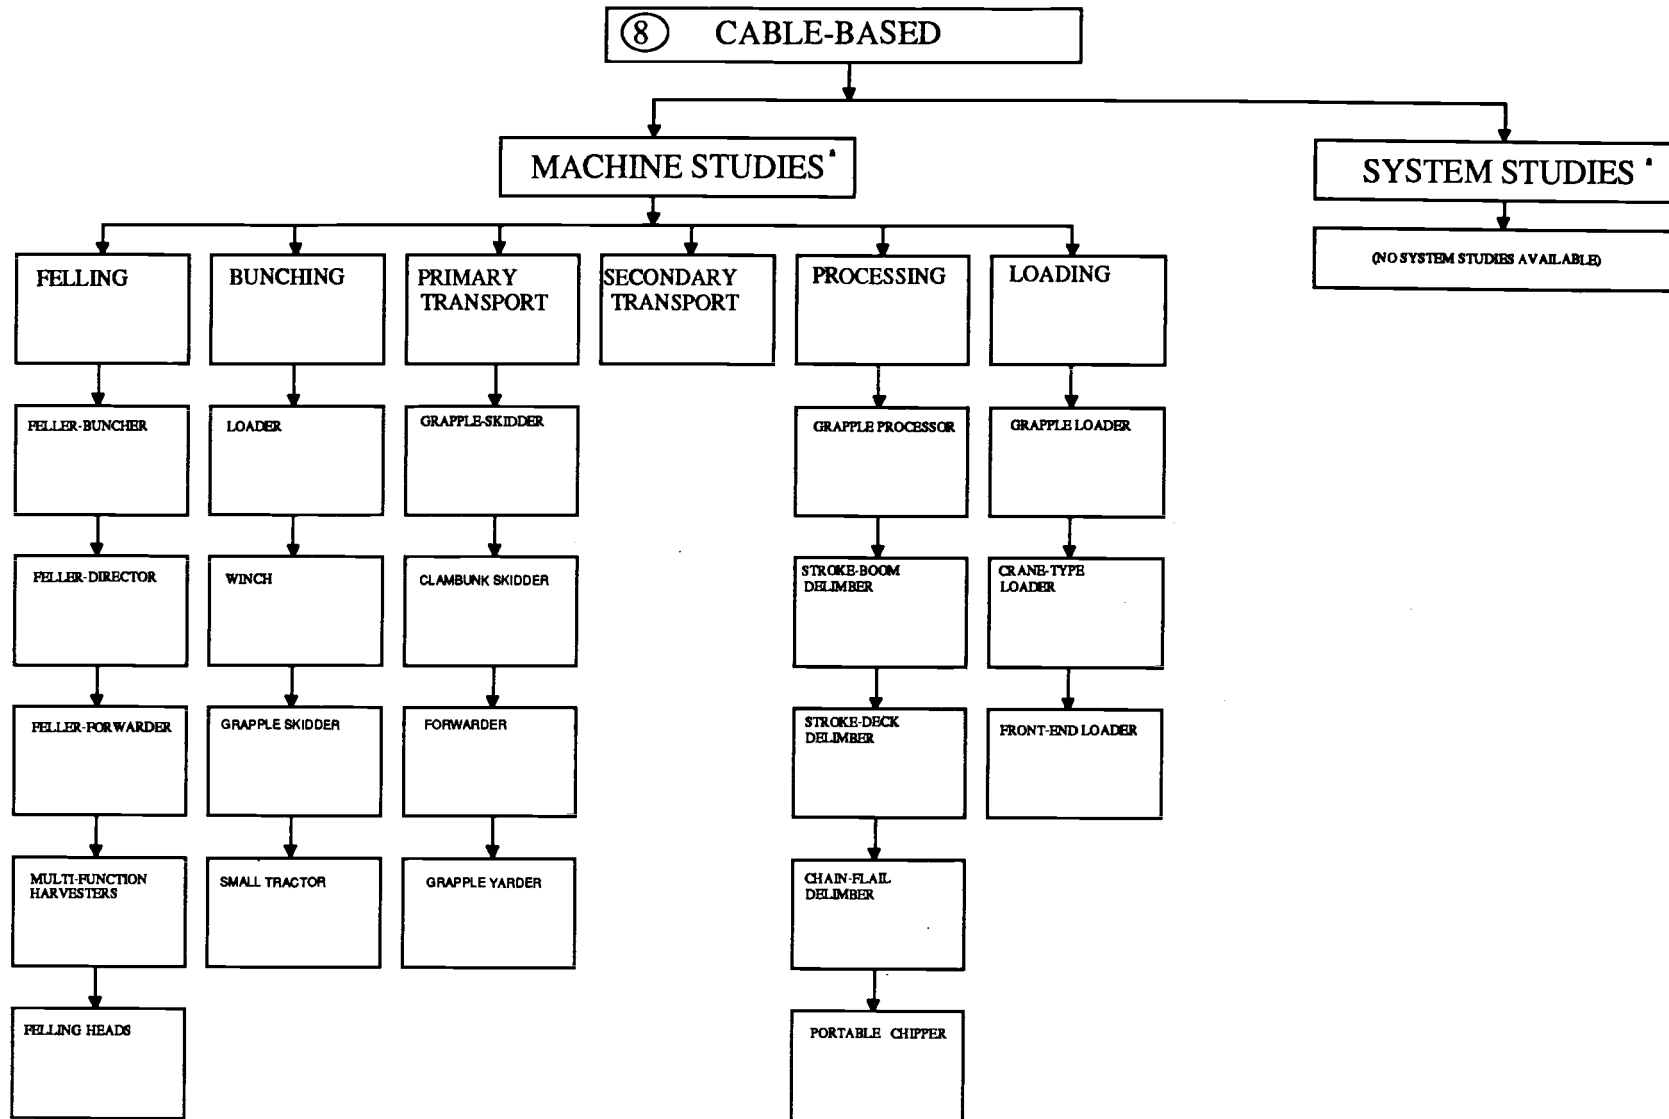 8 CABLE-BASED
MACHINE STUDIES a
SYSTEM STUDIES a
(NO SYSTEM STUDIES AVAILABLE)
FELLING
BUNCHING
PRIMARY
TRANSPORT
SECONDARY
TRANSPORT
PROCESSING
LOADING
FELLER-BUNCHER
LOADER
GRAPPLE-SKIDDER
GRAPPLE PROCESSOR
GRAPPLE LOADER
FELLER-DIRECTOR
WINCH
CLAMBUNK SKIDDER
STROKE-BOOM
DELIMBER
CRANE-TYPE
LOADER
FELLER-FORWARDER
GRAPPLE SKIDDER
FORWARDER
STROKE-DECK
DELIMBER
FRONT-END LOADER
MULTI-FUNCTION
HARVESTERS
SMALL TRACTOR
GRAPPLE YARDER
CHAIN-FLAIL
DELIMBER
FELLING HEADS
PORTABLE CHIPPER